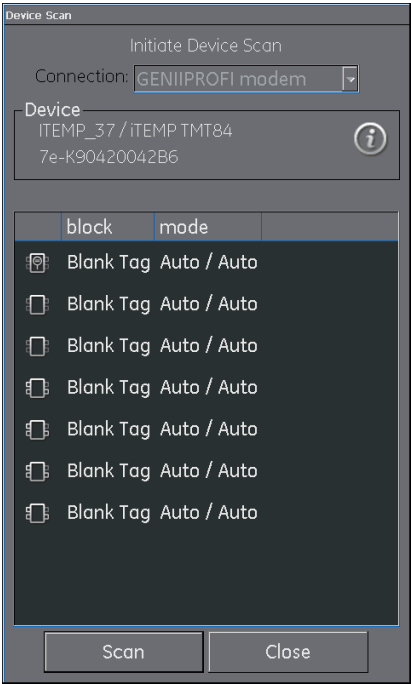 Device Scan
Initiate Device Scan
Connection: GENIIPROFI modem
Device
ITEMP_37 / iTEMP TMT84
7e-K90420042B6
block mode
Blank Tag Auto / Auto
Blank Tag Auto / Auto
Blank Tag Auto / Auto
Blank Tag Auto / Auto
Blank Tag Auto / Auto
Blank Tag Auto / Auto
Blank Tag Auto / Auto
Scan Close